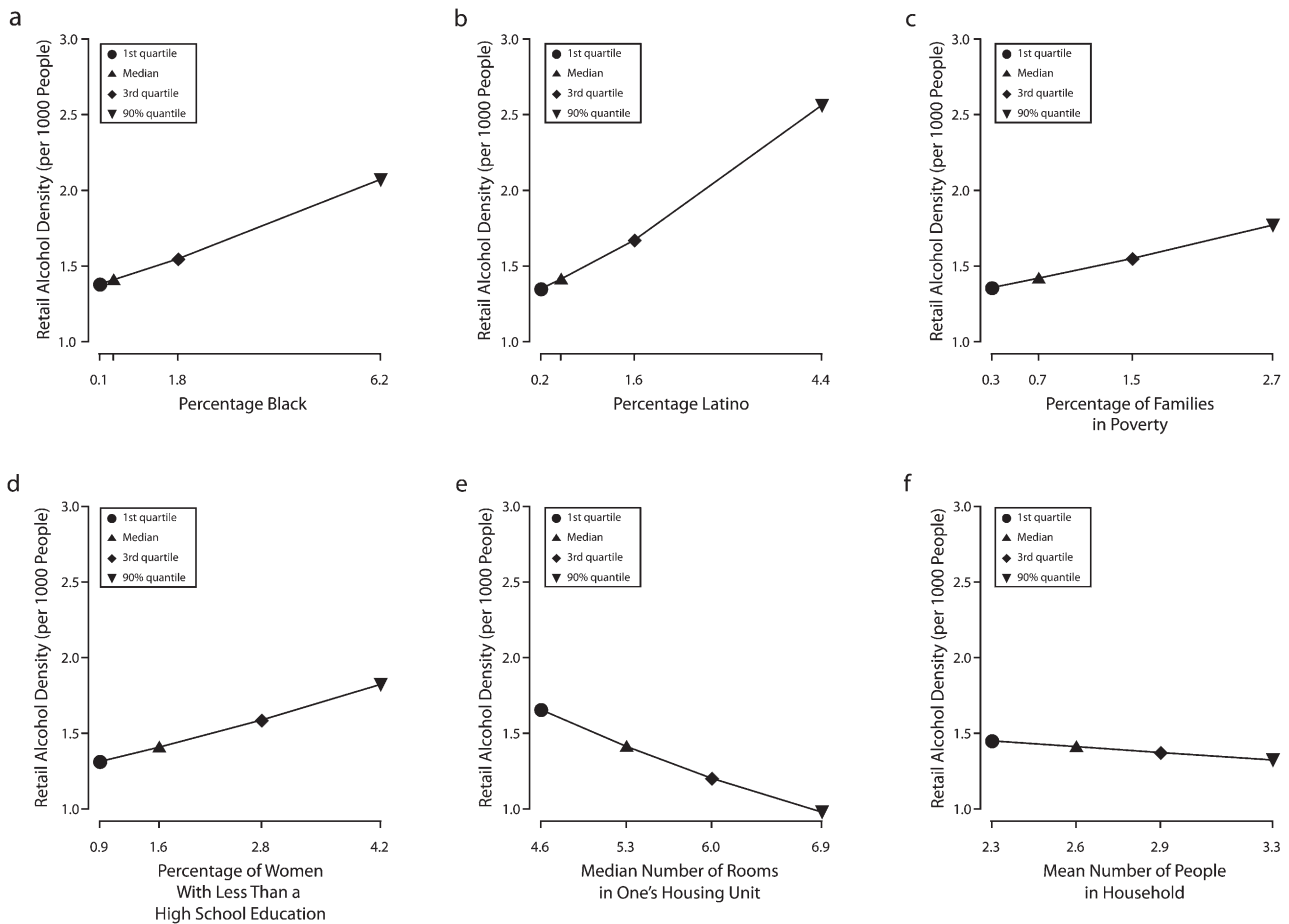 a
Retail Alcohol Density (per 1000 People)
3.0
2.5
2.0
1.5
1.0
1st quartile
Median
3rd quartile
90% quantile
0.1
1.8
6.2
Percentage Black
b
Retail Alcohol Density (per 1000 People)
3.0
2.5
2.0
1.5
1.0
1st quartile
Median
3rd quartile
90% quantile
0.2
1.6
4.4
Percentage Latino
c
Retail Alcohol Density (per 1000 People)
3.0
2.5
2.0
1.5
1.0
1st quartile
Median
3rd quartile
90% quantile
0.3
0.7
1.5
2.7
Percentage of Families
in Poverty
d
Retail Alcohol Density (per 1000 People)
3.0
2.5
2.0
1.5
1.0
1st quartile
Median
3rd quartile
90% quantile
0.9
1.6
2.8
4.2
Percentage of Women
With Less Than a
High School Education
e
Retail Alcohol Density (per 1000 People)
3.0
2.5
2.0
1.5
1.0
1st quartile
Median
3rd quartile
90% quantile
4.6
5.3
6.0
6.9
Median Number of Rooms
in One's Housing Unit
f
Retail Alcohol Density (per 1000 People)
3.0
2.5
2.0
1.5
1.0
1st quartile
Median
3rd quartile
90% quantile
2.3
2.6
2.9
3.3
Mean Number of People
in Household